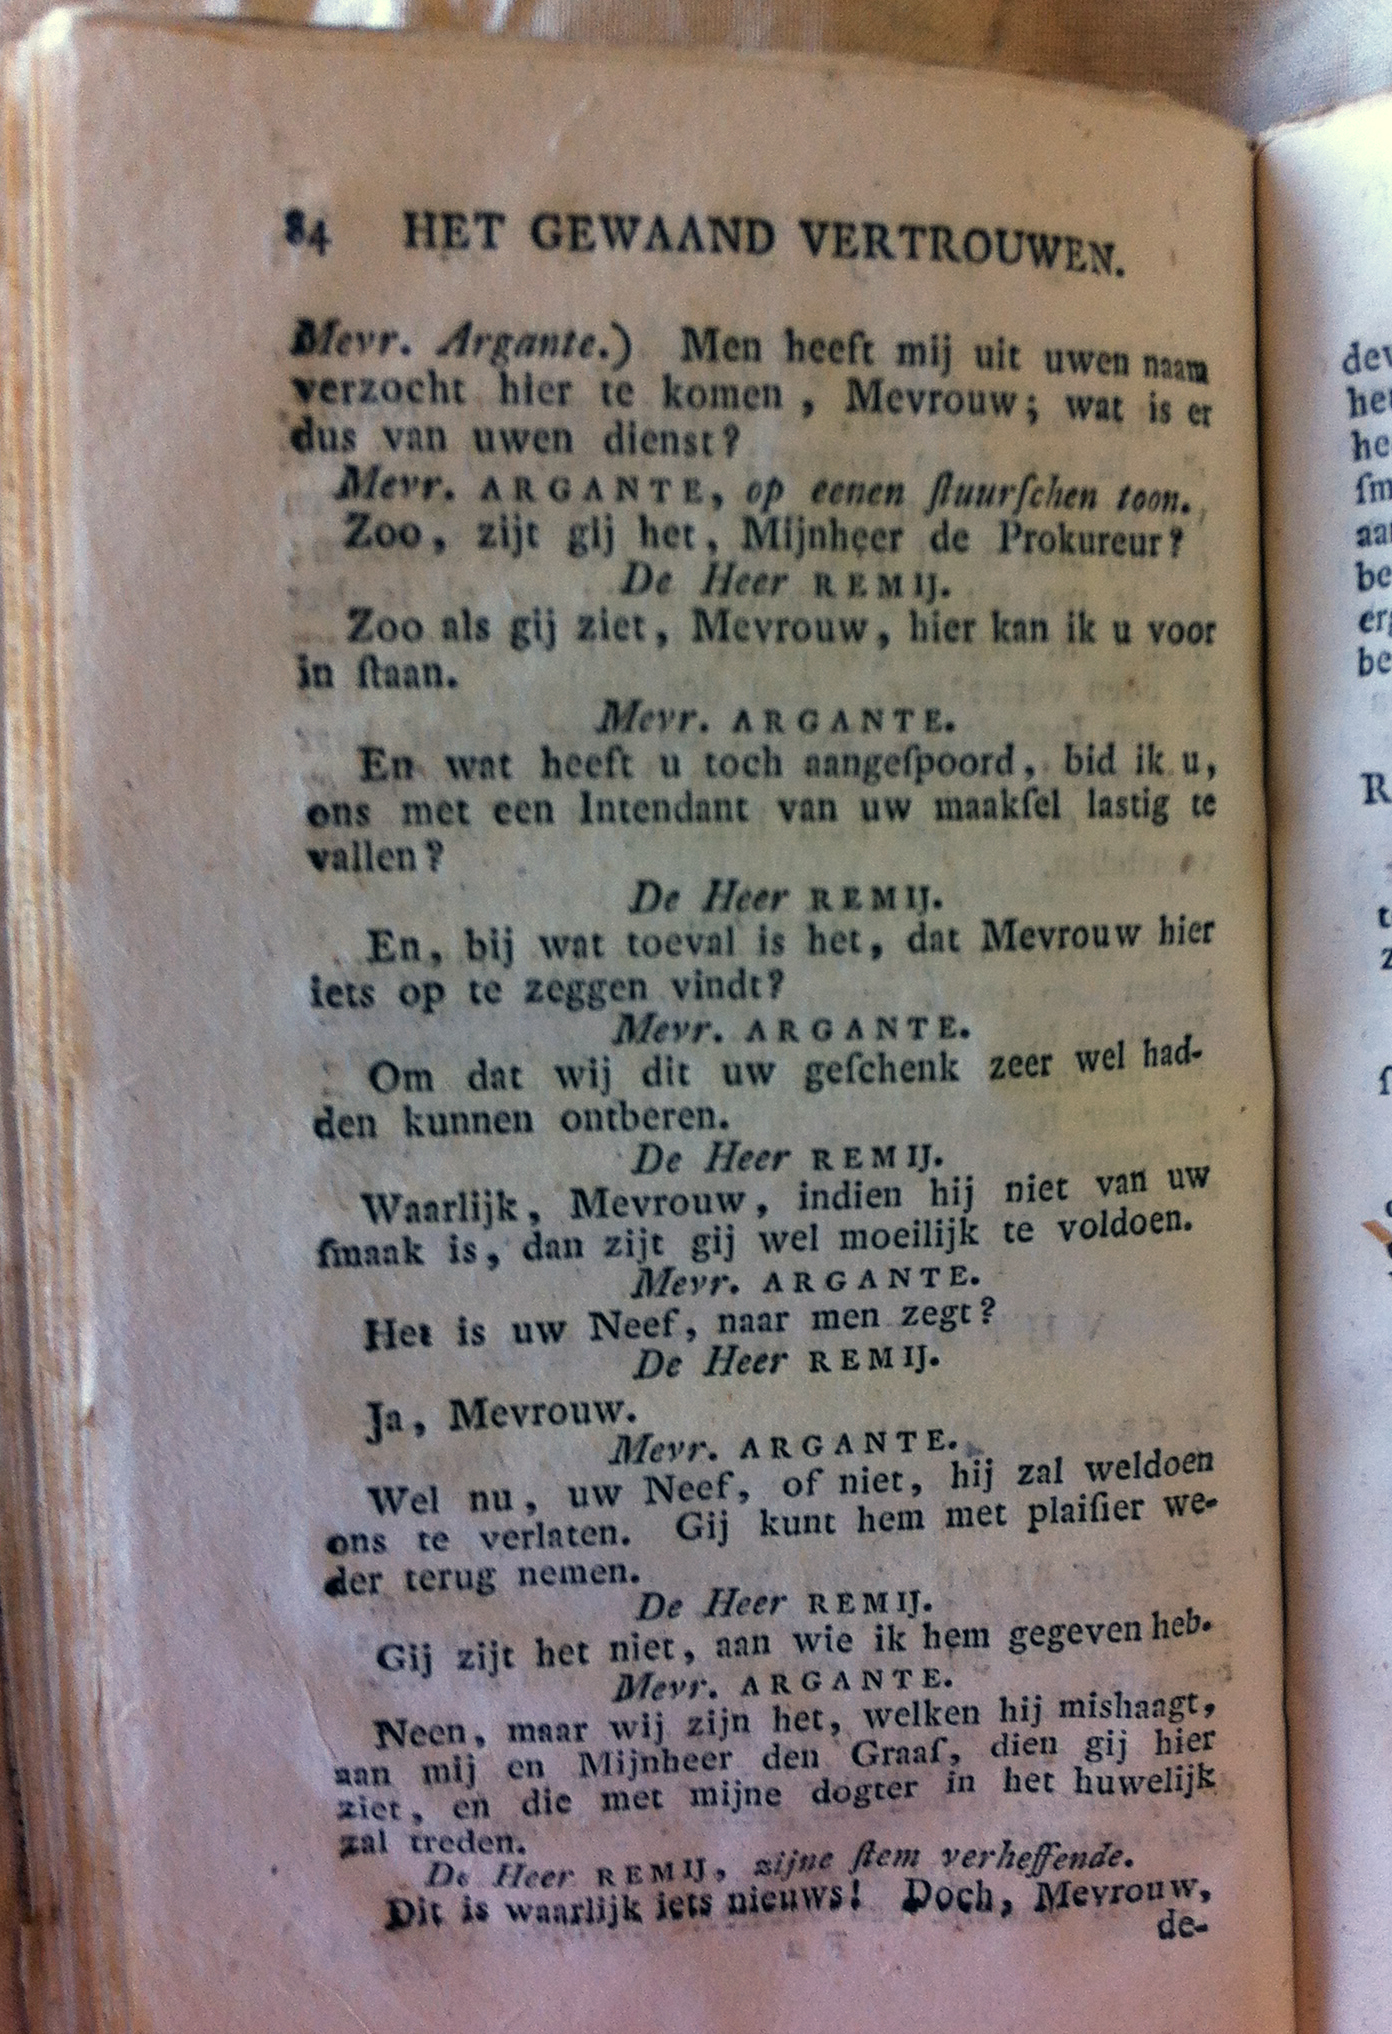 84 HET GEWAAND VERTROUWEN.
Mevr. Argante.) Men heeft mij uit uwen naam
verzocht hier te komen, Mevrouw; wat is er
dus van uwen dienst?
Mevr. ARGANTE, op eenen ſtuurſchen toon.
Zoo, zijt gij het, Mijnheer de Prokureur?
De Heer REMIJ.
Zoo als gij ziet, Mevrouw, hier kan ik u voor
in ſtaan.
Mevr. ARGANTE.
En wat heeft u toch aangeſpoord, bid ik u,
ons met een Intendant van uw maakſel lastig te
vallen?
De Heer REMIJ.
En, bij wat toeval is het, dat Mevrouw hier
iets op te zeggen vindt?
Mevr. ARGANTE.
Om dat wij dit uw geſchenk zeer wel had-
den kunnen ontberen.
De Heer REMIJ.
Waarlijk, Mevrouw, indien hij niet van uw
ſmaak is, dan zijt gij wel moeilijk te voldoen.
Mevr. ARGANTE.
Het is uw Neef, naar men zegt?
De Heer REMIJ.
Ja, Mevrouw.
Mevr. ARGANTE.
Wel nu, uw Neef, of niet, hij zal weldoen
ons te verlaten. Gij kunt hem met plaiſier we-
der terug nemen.
De Heer REMIJ.
Gij zijt het niet, aan wie ik hem gegeven heb.
Mevr. ARGANTE.
Neen, maar wij zijn het, welken hij mishaagt,
aan mij en Mijnheer den Graaf, dien gij hier
ziet, en die met mijne dogter in het huwelijk
zal treden.
De Heer REMIJ, zijne ſtem verheffende.
Dit is waarlijk iets nieuws! Doch, Mevrouw,
de-
he
ſm
be
be
R